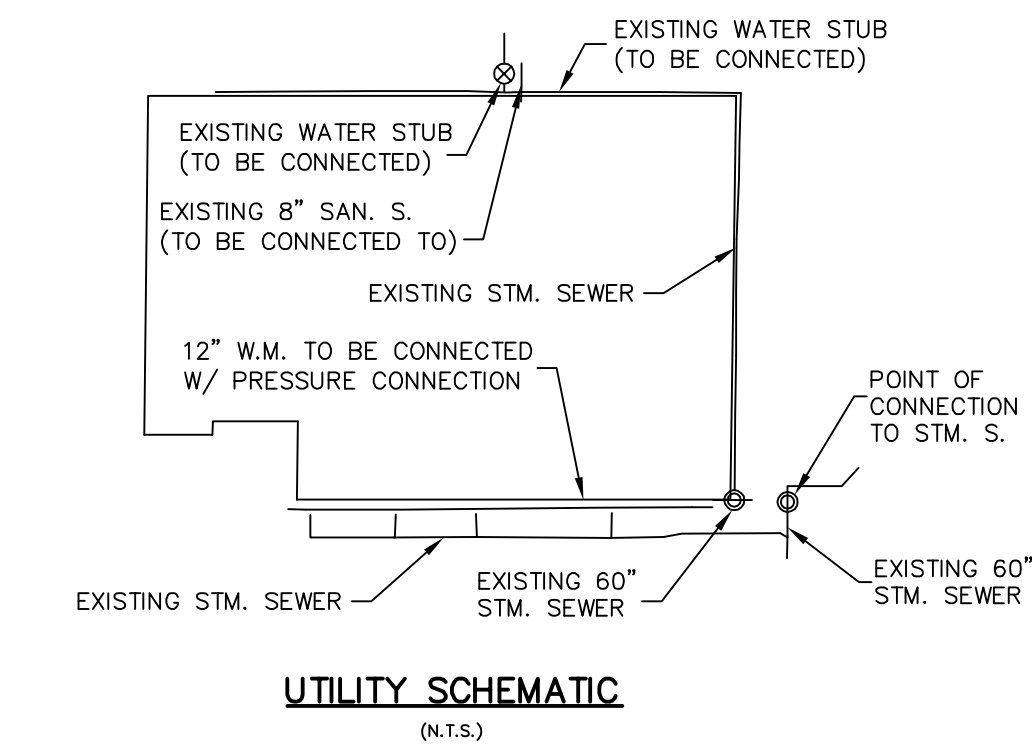 EXISTING WATER STUB
(TO BE CONNECTED)
EXISTING WATER STUB
(TO BE CONNECTED)
EXISTING 8" SAN. S.
(TO BE CONNECTED TO)
EXISTING STM. SEWER
12" W.M. TO BE CONNECTED
W/ PRESSURE CONNECTION
POINT OF
CONNECTION
TO STM. S.
EXISTING 60"
STM. SEWER
EXISTING 60"
STM. SEWER
EXISTING STM. SEWER
UTILITY SCHEMATIC
(N.T.S.)